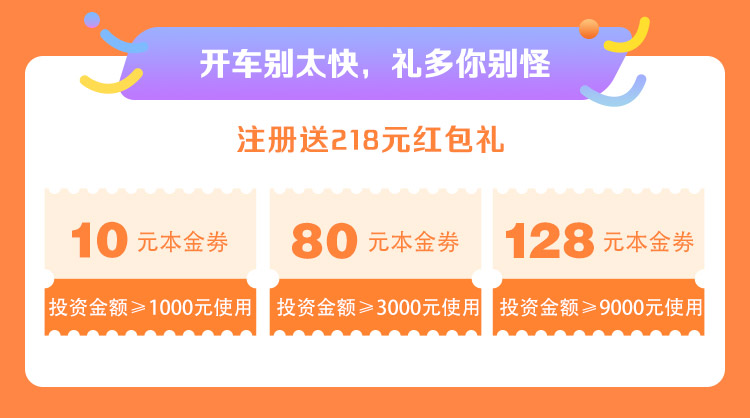 开车别太快，礼多你别怪
注册送218元红包礼
10 元本金券
80 元本金券
128 元本金券
投资金额≥1000元使用
投资金额≥3000元使用
投资金额≥9000元使用